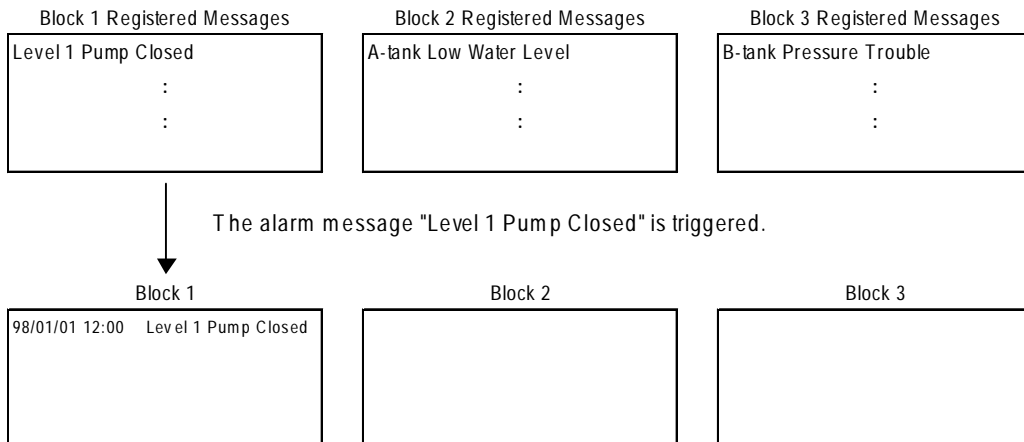 Block 1 Registered Messages Block 2 Registered Messages Block 3 Registered Messages
Level 1 Pump Closed A-tank Low Water Level B-tank Pressure Trouble
: : :
: : :
The alarm message "Level 1 Pump Closed" is triggered.
Block 1 Block 2 Block 3
98/01/01 12:00 Level 1 Pump Closed